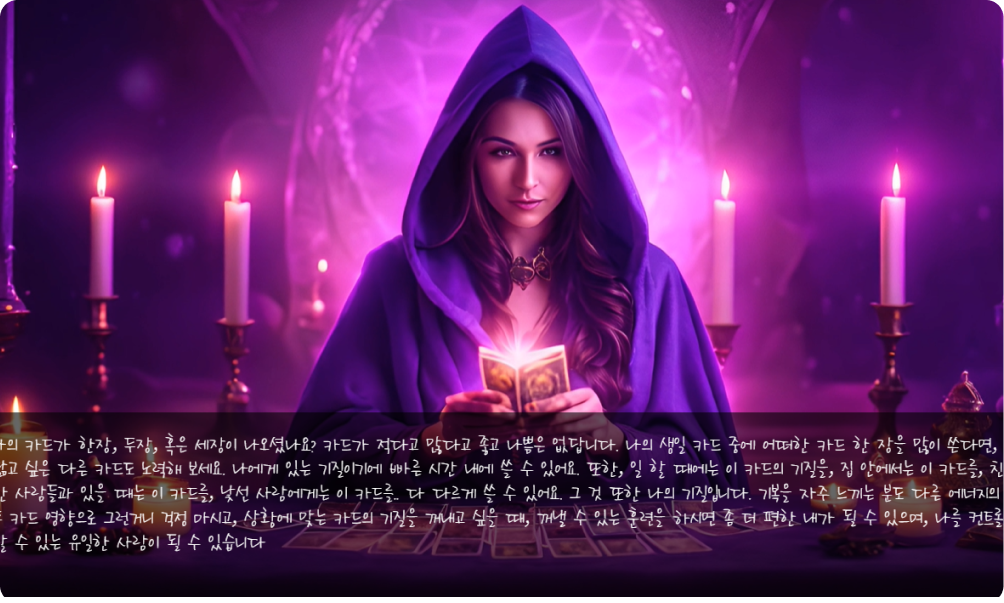 의 카드가 한장, 두장, 혹은 세장이 나오셨나요? 카드가 적다고 많다고 좋고 나쁨은 없답니다. 나의 생일 카드 중에 어떠한 카드 한 장을 많이 쓴다면,
고 싶은 다른 카드도 노력해 보세요. 나에게 있는 기질이기에 빠른 시간 내에 쓸 수 있어요. 또한, 일 할 때에는 이 카드의 기질을, 집 안에서는 이 카드를, 친
한 사람들과 있을 때는 이 카드를, 낯선 사람에게는 이 카드를.. 다 다르게 쓸 수 있어요. 그 것 또한 나의 기질입니다. 기복을 자주 느끼는 분도 다른 에너지의
카드 영향으로 그런거니 걱정 마시고, 상황에 맞는 카드의 기질을 꺼내고 싶을 때, 꺼낼 수 있는 훈련을 하시면 좀 더 편한 내가 될 수 있으며, 나를 컨트롤
할 수 있는 유일한 사람이 될 수 있습니다